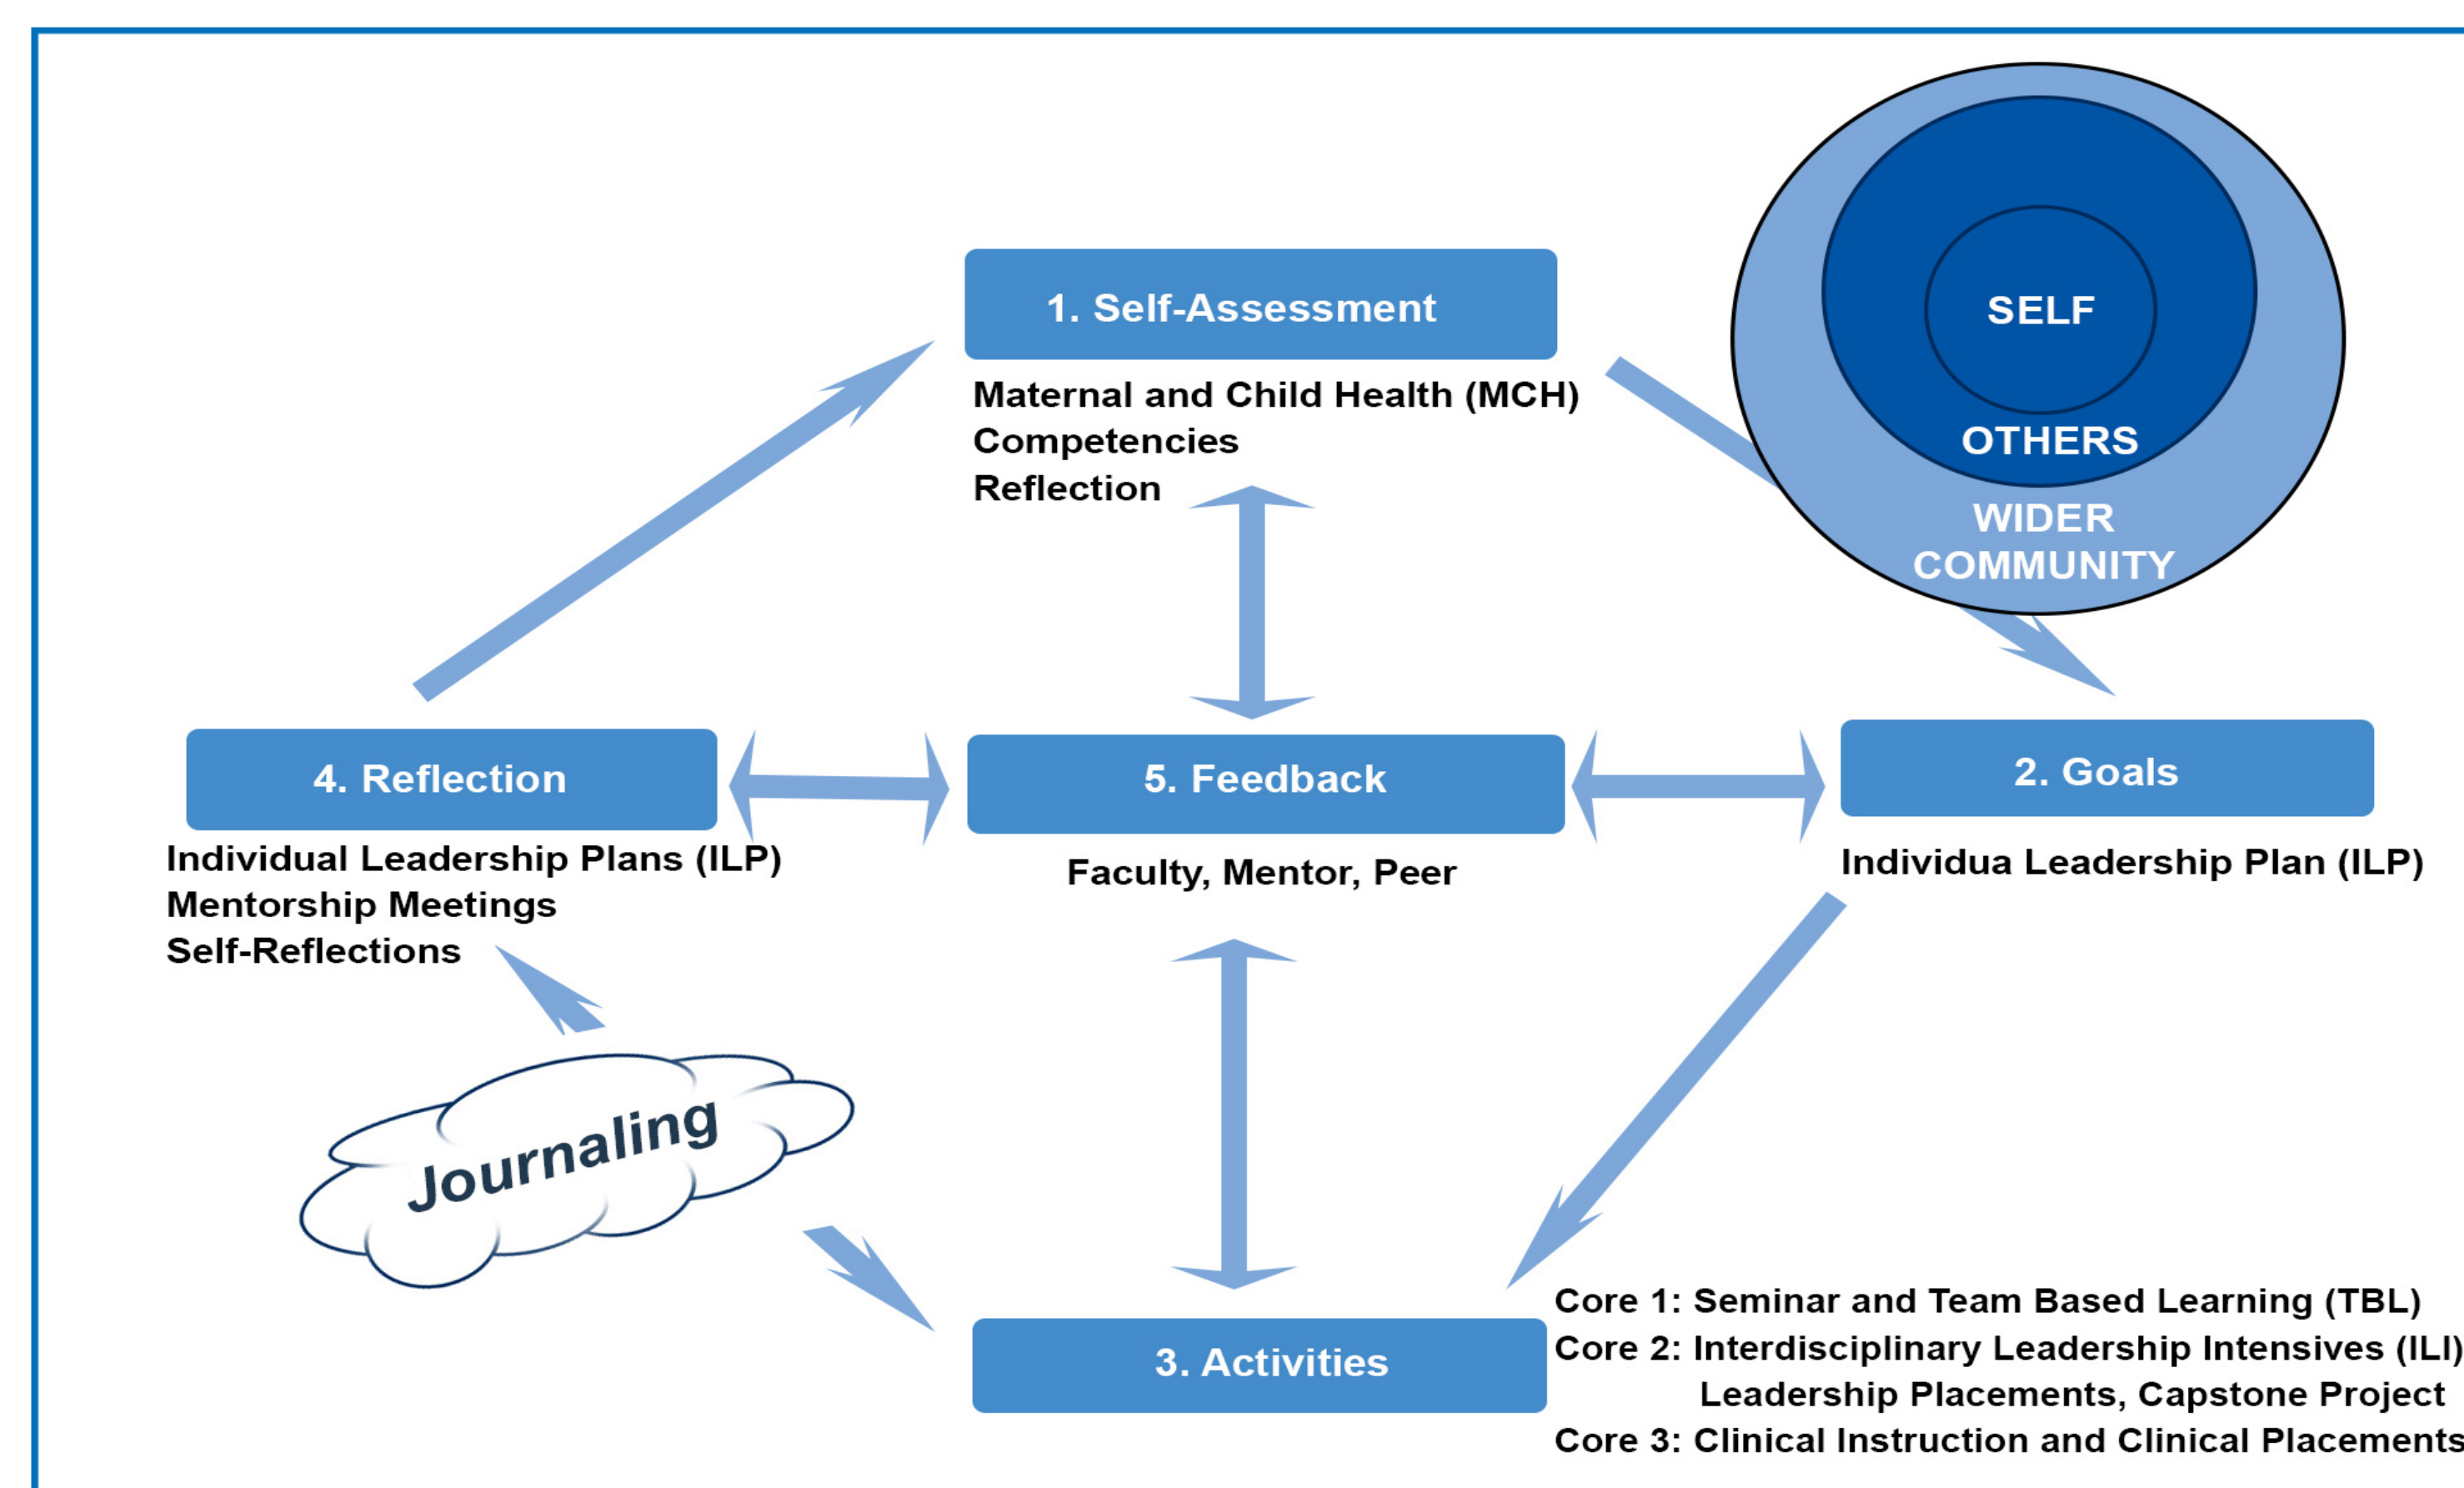 1. Self-Assessment
Maternal and Child Health (MCH)
Competencies
Reflection
SELF
OTHERS
WIDER
COMMUNITY
4. Reflection
Individual Leadership Plans (ILP)
Mentorship Meetings
Self-Reflections
5. Feedback
Faculty, Mentor, Peer
2. Goals
Individua Leadership Plan (ILP)
Journaling
3. Activities
Core 1: Seminar and Team Based Learning (TBL)
Core 2: Interdisciplinary Leadership Intensives (ILI)
Leadership Placements, Capstone Project
Core 3: Clinical Instruction and Clinical Placements